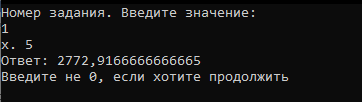 Номер задания. Введите значение:
1
x. 5
Ответ: 2772,9166666666665
Введите не 0, если хотите продолжить